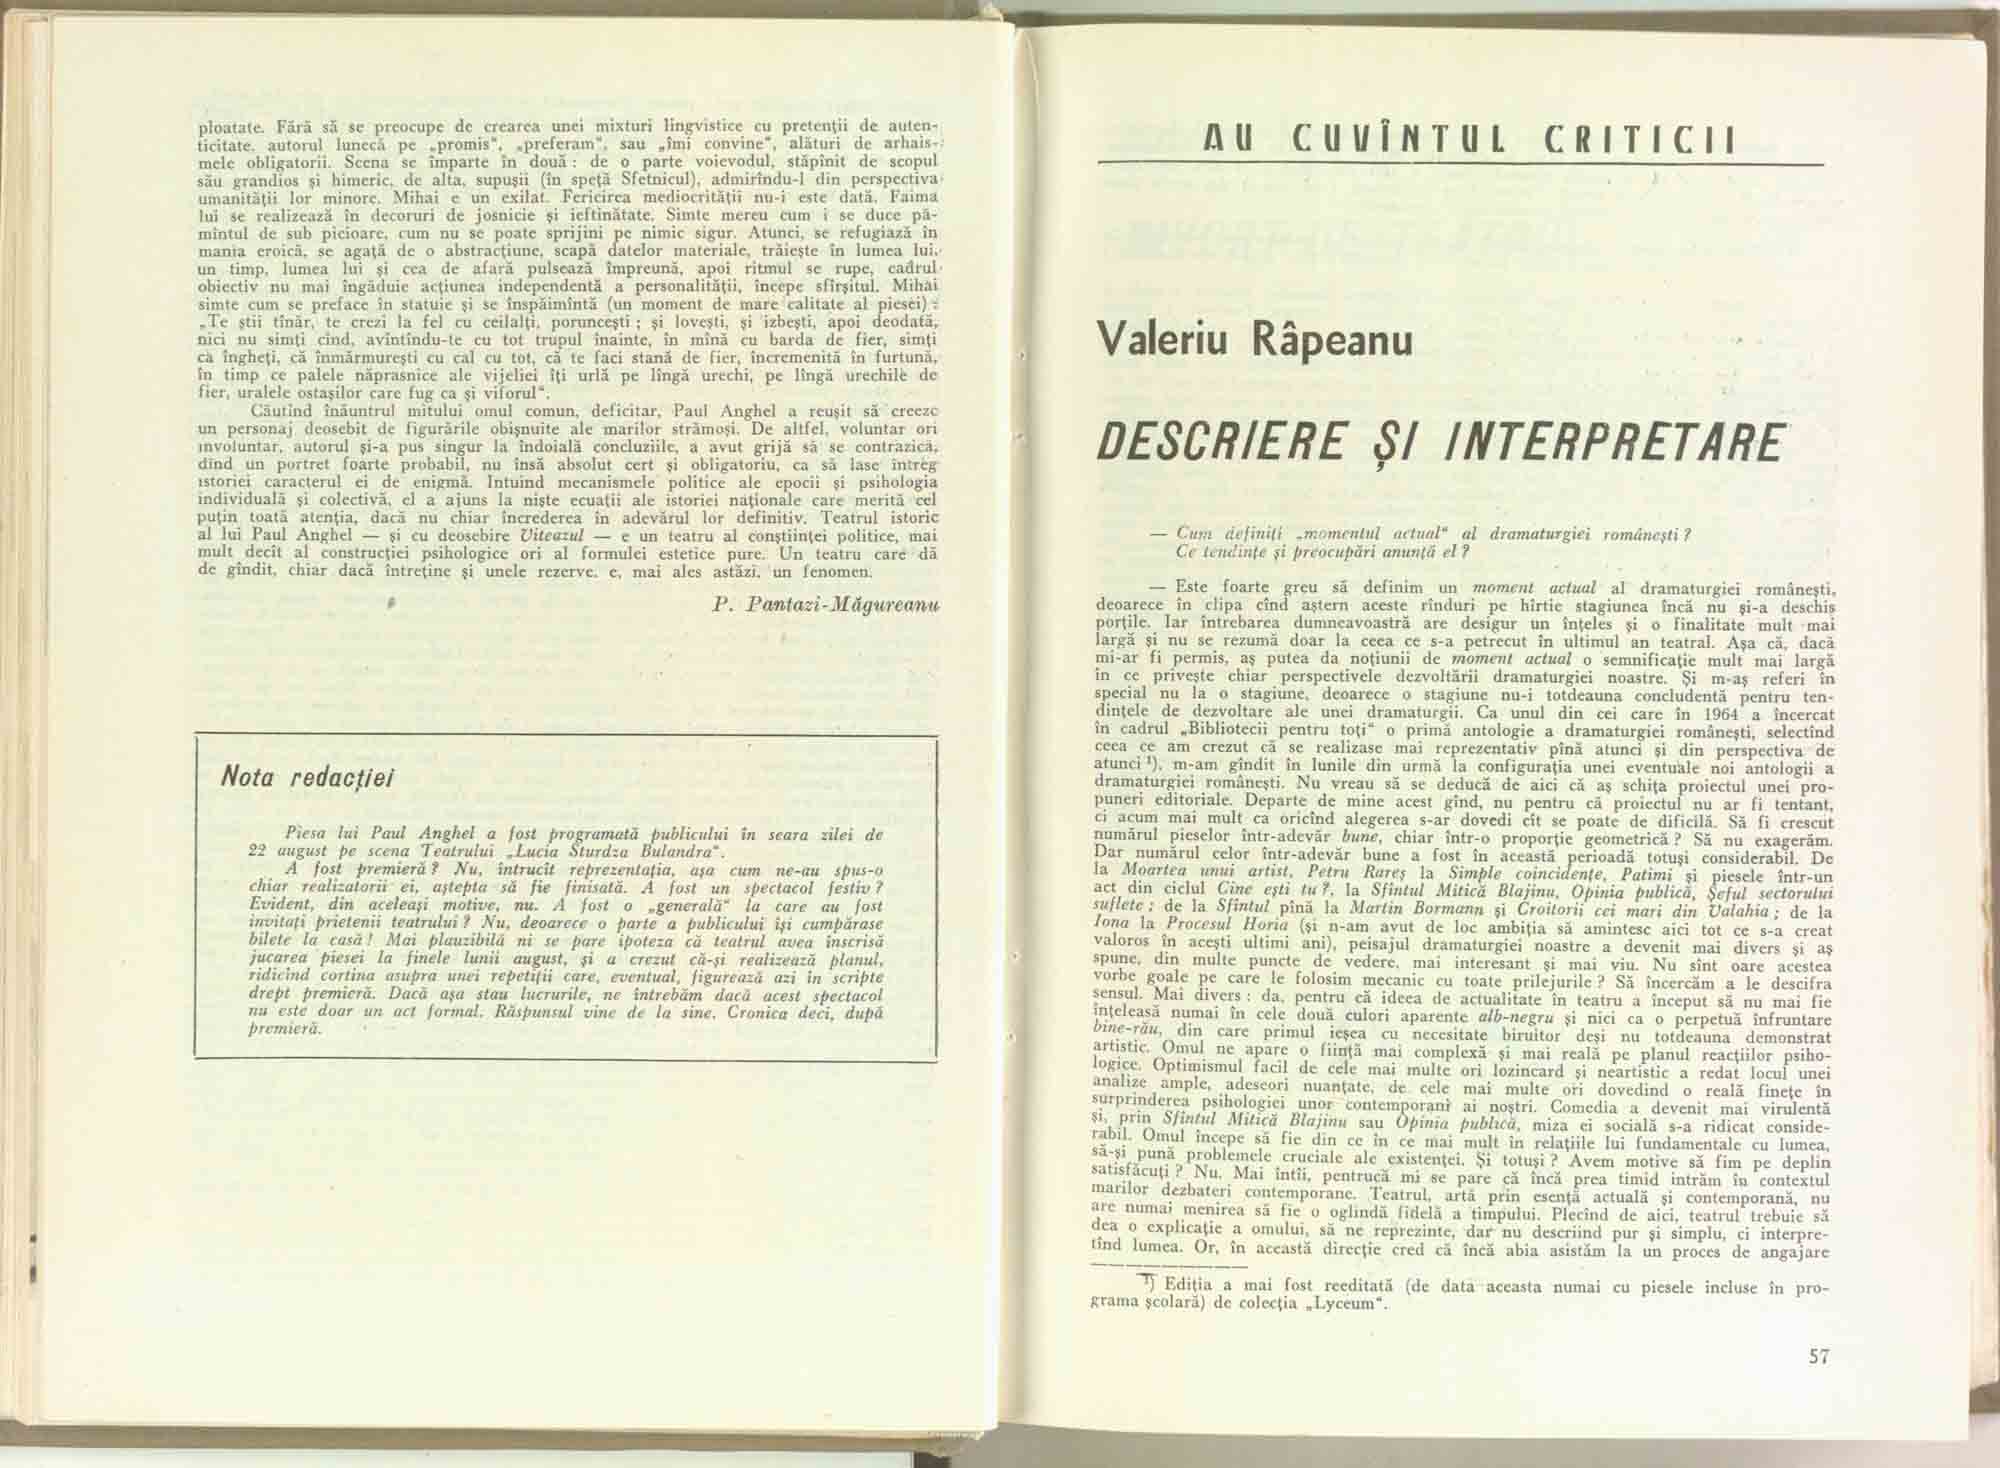 ploatate. Fără să se preocupe de crearea unei mixturi lingvistice cu pretenții de auten-
ticitate, autorul lunecă pe „promis“, „preferam“, sau „îmi convine“, alături de arhais-
mele obligatorii. Scena se împarte în două : de o parte voievodul, stăpînit de scopul
său grandios și himeric, de alta, supușii (în speță Sfetnicul), admirîndu-l din perspectiva
umanității lor minore. Mihai e un exilat. Fericirea mediocrității nu-i este dată. Faima
lui se realizează în decoruri de josnicie și ieftinătate. Simte mereu cum i se duce pă-
mîntul de sub picioare, cum nu se poate sprijini pe nimic sigur. Atunci, se refugiază în
mania eroică, se agață de o abstracțiune, scapă datelor materiale, trăiește în lumea lui,
un timp, lumea lui și cea de afară pulsează împreună, apoi ritmul se rupe, cadrul
obiectiv nu mai îngăduie acțiunea independentă a personalității, începe sfîrșitul. Mihai
simte cum se preface în statuie și se înspăimîntă (un moment de mare calitate al piesei) :
„Te știi tînăr, te crezi la fel cu ceilalți, poruncești ; și lovești, și izbești, apoi deodată,
nici nu simți cînd, avîntîndu-te cu tot trupul înainte, în mînă cu barda de fier, simți
că îngheți, că înmărmurești cu cal cu tot, că te faci stană de fier, încremenită în furtună,
în timp ce palele năprasnice ale vijeliei îți urlă pe lîngă urechi, pe lîngă urechile de
fier, uralele ostașilor care fug ca și viforul“.
Căutînd înăuntrul mitului omul comun, deficitar, Paul Anghel a reușit să creeze
un personaj deosebit de figurările obișnuite ale marilor strămoși. De altfel, voluntar ori
involuntar, autorul și-a pus singur la îndoială concluziile, a avut grijă să se contrazică,
dînd un portret foarte probabil, nu însă absolut cert și obligatoriu, ca să lase întreg
istoriei caracterul ei de enigmă. Intuind mecanismele politice ale epocii și psihologia
individuală și colectivă, el a ajuns la niște ecuații ale istoriei naționale care merită cel
puțin toată atenția, dacă nu chiar încrederea în adevărul lor definitiv. Teatrul istoric
al lui Paul Anghel — și cu deosebire Viteazul — e un teatru al conștiinței politice, mai
mult decît al construcției psihologice ori al formulei estetice pure. Un teatru care dă
de gîndit, chiar dacă întreține și unele rezerve, e, mai ales astăzi, un fenomen.
P. Pantazi-Măgureanu
Nota redacției
Piesa lui Paul Anghel a fost programată publicului în seara zilei de
22 august pe scena Teatrului „Lucia Sturdza Bulandra“.
A fost premieră ? Nu, întrucît reprezentația, așa cum ne-au spus-o
chiar realizatorii ei, aștepta să fie finisată. A fost un spectacol festiv ?
Evident, din aceleași motive, nu. A fost o „generală“ la care au fost
invitați prietenii teatrului ? Nu, deoarece o parte a publicului își cumpărase
bilete la casă ! Mai plauzibilă ni se pare ipoteza că teatrul avea înscrisă
jucarea piesei la finele lunii august, și a crezut că-și realizează planul,
ridicînd cortina asupra unei repetiții care, eventual, figurează azi în scripte
drept premieră. Dacă așa stau lucrurile, ne întrebăm dacă acest spectacol
nu este doar un act formal. Răspunsul vine de la sine. Cronica deci, după
premieră.
AU CUVÎNTUL CRITICII
Valeriu Râpeanu
DESCRIERE ȘI INTERPRETARE
— Cum definiți „momentul actual“ al dramaturgiei românești ?
Ce tendințe și preocupări anunță el ?
— Este foarte greu să definim un moment actual al dramaturgiei românești,
deoarece în clipa cînd aștern aceste rînduri pe hîrtie stagiunea încă nu și-a deschis
porțile. Iar întrebarea dumneavoastră are desigur un înțeles și o finalitate mult mai
largă și nu se rezumă doar la ceea ce s-a petrecut în ultimul an teatral. Așa că, dacă
mi-ar fi permis, aș putea da noțiunii de moment actual o semnificație mult mai largă
în ce privește chiar perspectivele dezvoltării dramaturgiei noastre. Și m-aș referi în
special nu la o stagiune, deoarece o stagiune nu-i totdeauna concludentă pentru ten-
dințele de dezvoltare ale unei dramaturgii. Ca unul din cei care în 1964 a încercat
în cadrul „Bibliotecii pentru toți“ o primă antologie a dramaturgiei românești, selectînd
ceea ce am crezut că se realizase mai reprezentativ pînă atunci și din perspectiva de
atunci ¹), m-am gîndit în lunile din urmă la configurația unei eventuale noi antologii a
dramaturgiei românești. Nu vreau să se deducă de aici că aș schița proiectul unei pro-
puneri editoriale. Departe de mine acest gînd, nu pentru că proiectul nu ar fi tentant,
ci acum mai mult ca oricînd alegerea s-ar dovedi cît se poate de dificilă. Să fi crescut
numărul pieselor într-adevăr bune, chiar într-o proporție geometrică ? Să nu exagerăm.
Dar numărul celor într-adevăr bune a fost în această perioadă totuși considerabil. De
la Moartea unui artist, Petru Rareș la Simple coincidențe, Patimi și piesele într-un
act din ciclul Cine ești tu ?, la Sfîntul Mitică Blajinu, Opinia publică, Șeful sectorului
suflete ; de la Sfîntul pînă la Martin Bormann și Croitorii cei mari din Valahia ; de la
Iona la Procesul Horia (și n-am avut de loc ambiția să amintesc aici tot ce s-a creat
valoros în acești ultimi ani), peisajul dramaturgiei noastre a devenit mai divers și aș
spune, din multe puncte de vedere, mai interesant și mai viu. Nu sînt oare acestea
vorbe goale pe care le folosim mecanic cu toate prilejurile ? Să încercăm a le descifra
sensul. Mai divers : da, pentru că ideea de actualitate în teatru a început să nu mai fie
înțeleasă numai în cele două culori aparente alb-negru și nici ca o perpetuă înfruntare
bine-rău, din care primul ieșea cu necesitate biruitor deși nu totdeauna demonstrat
artistic. Omul ne apare o ființă mai complexă și mai reală pe planul reacțiilor psiho-
logice. Optimismul facil de cele mai multe ori lozincard și neartistic a redat locul unei
analize ample, adeseori nuanțate, de cele mai multe ori dovedind o reală finețe în
surprinderea psihologiei unor contemporani ai noștri. Comedia a devenit mai virulentă
și, prin Sfîntul Mitică Blajinu sau Opinia publică, miza ei socială s-a ridicat conside-
rabil. Omul începe să fie din ce în ce mai mult în relațiile lui fundamentale cu lumea,
să-și pună problemele cruciale ale existenței. Și totuși ? Avem motive să fim pe deplin
satisfăcuți ? Nu. Mai întîi, pentrucă mi se pare că încă prea timid intrăm în contextul
marilor dezbateri contemporane. Teatrul, artă prin esență actuală și contemporană, nu
are numai menirea să fie o oglindă fidelă a timpului. Plecînd de aici, teatrul trebuie să
dea o explicație a omului, să ne reprezinte, dar nu descriind pur și simplu, ci interpre-
tînd lumea. Or, în această direcție cred că încă abia asistăm la un proces de angajare
¹) Ediția a mai fost reeditată (de data aceasta numai cu piesele incluse în pro-
grama școlară) de colecția „Lyceum“.
57